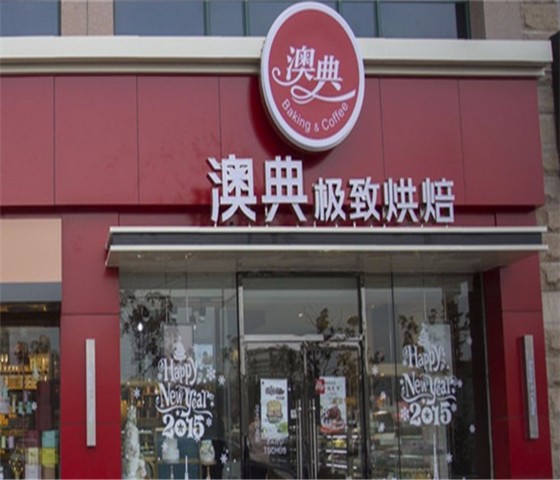 澳典
Baking & Coffee
澳典极致烘焙
Happy
New Year
2015
Happy
New Year
2015